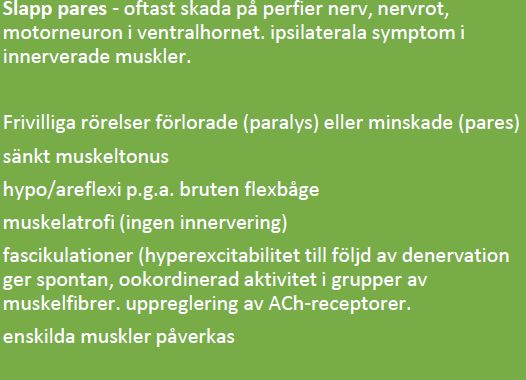 Slapp pares - oftast skada på perfier nerv, nervrot,
motorneuron i ventralhornet. ipsilaterala symptom i
innerverade muskler.
Frivilliga rörelser förlorade (paralys) eller minskade (pares)
sänkt muskeltonus
hypo/areflexi p.g.a. bruten flexbåge
muskelatrofi (ingen innervering)
fascikulationer (hyperexcitabilitet till följd av denervation
ger spontan, ookordinerad aktivitet i grupper av
muskelfibrer. uppreglering av ACh-receptorer.
enskilda muskler påverkas